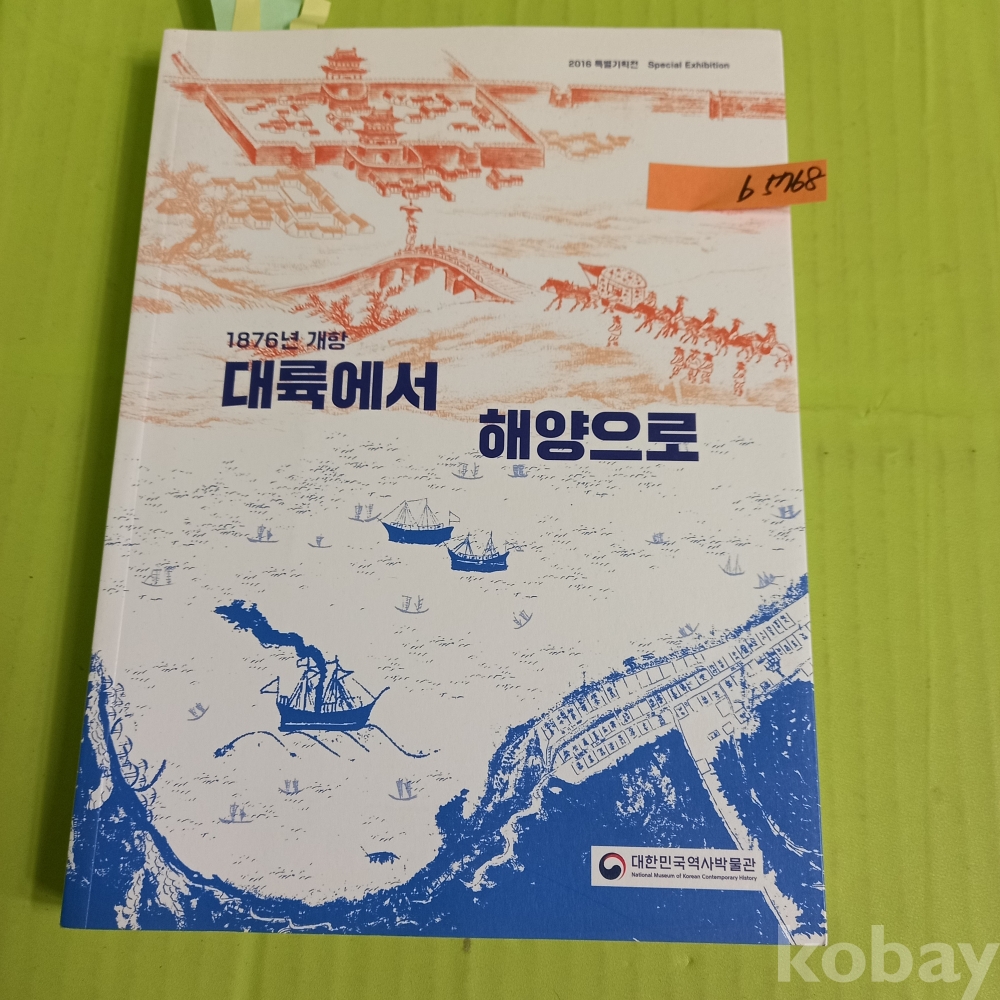 2016 특별기획전 Special Exhibition
b5768
1876년 개항
대륙에서
해양으로
대한민국역사박물관
National Museum of Korean Contemporary History
kobay